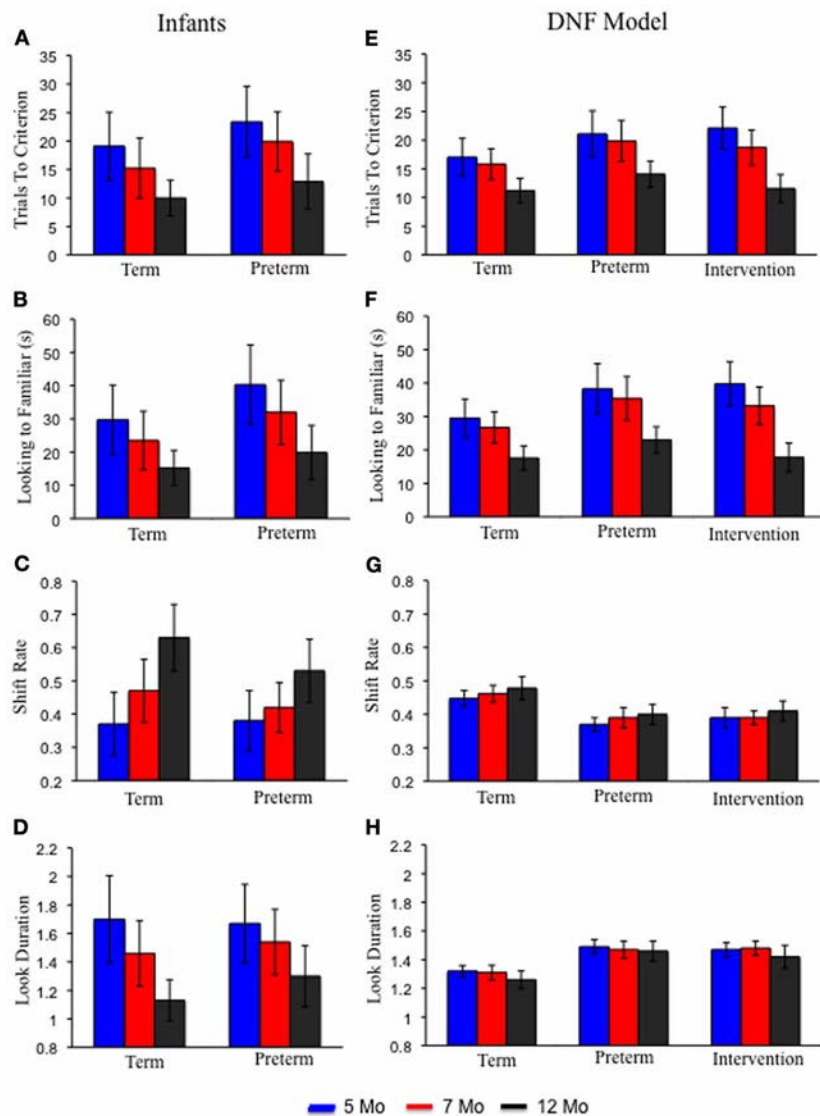 Infants
DNF Model
A
Trials To Criterion
35
30
25
20
15
10
5
0
Term
Preterm
E
Trials To Criterion
35
30
25
20
15
10
5
0
Term
Preterm
Intervention
B
Looking to Familiar (s)
60
50
40
30
20
10
0
Term
Preterm
F
Looking to Familiar (s)
60
50
40
30
20
10
0
Term
Preterm
Intervention
C
Shift Rate
0.8
0.7
0.6
0.5
0.4
0.3
0.2
Term
Preterm
G
Shift Rate
0.8
0.7
0.6
0.5
0.4
0.3
0.2
Term
Preterm
Intervention
D
Look Duration
2.2
2
1.8
1.6
1.4
1.2
1
0.8
Term
Preterm
H
Look Duration
2.2
2
1.8
1.6
1.4
1.2
1
0.8
Term
Preterm
Intervention
5 Mo 7 Mo 12 Mo